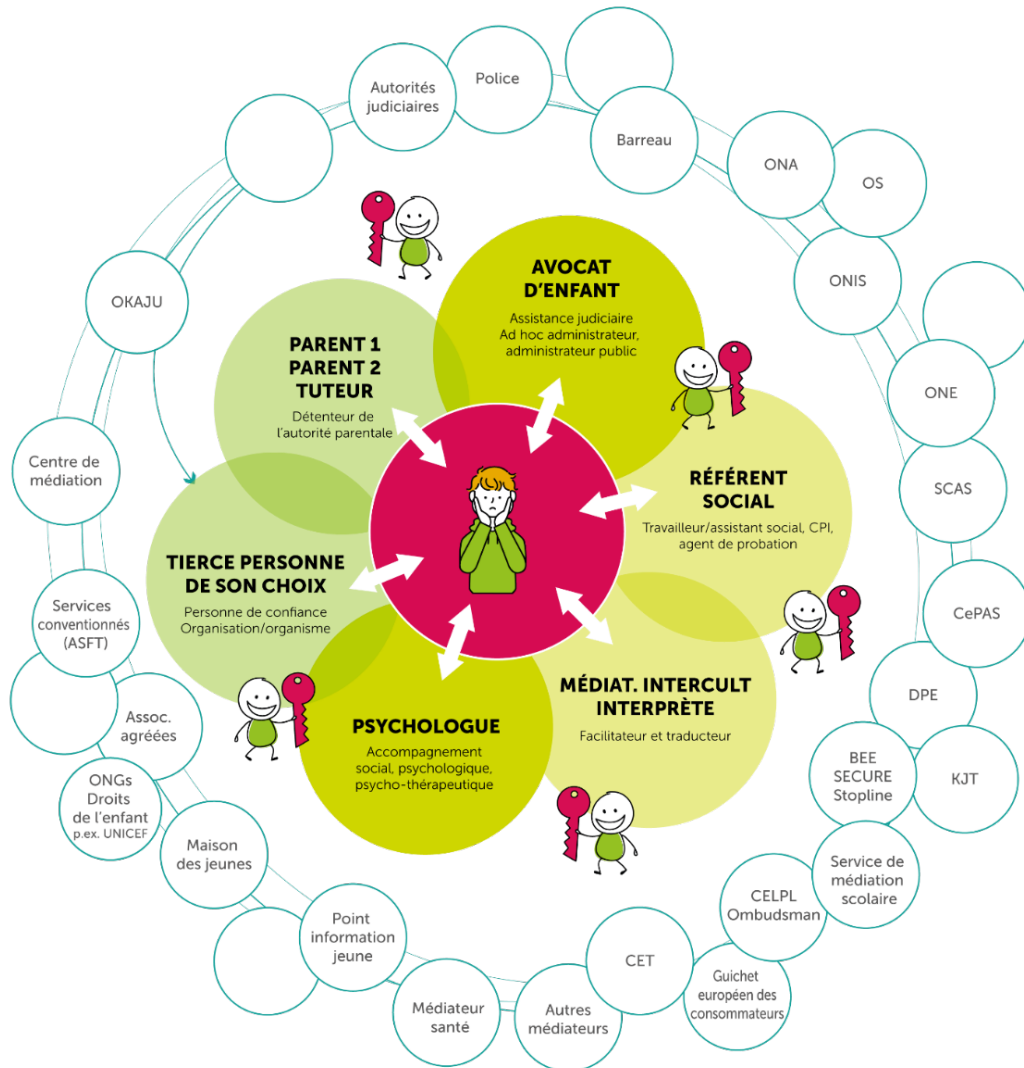 Autorités
judiciaires
Police
Barreau
ONA
OS
ONIS
ONE
SCAS
CePAS
DPE
KJT
BEE
SECURE
Stopline
Service de
médiation
scolaire
CELPL
Ombudsman
Guichet
européen des
consommateurs
CET
Autres
médiateurs
Médiateur
santé
Point
information
jeune
Maison
des jeunes
ONGs
Droits
de l'enfant
p.ex. UNICEF
Assoc.
agréées
Services
conventionnés
(ASFT)
Centre de
médiation
OKAJU
AVOCAT
D'ENFANT
Assistance judiciaire
Ad hoc administrateur,
administrateur public
RÉFÉRENT
SOCIAL
Travailleur/assistant social, CPI,
agent de probation
MÉDIAT. INTERCULT
INTERPRÈTE
Facilitateur et traducteur
PSYCHOLOGUE
Accompagnement
social, psychologique,
psycho-thérapeutique
TIERCE PERSONNE
DE SON CHOIX
Personne de confiance
Organisation/organisme
PARENT 1
PARENT 2
TUTEUR
Détenteur de
l'autorité parentale